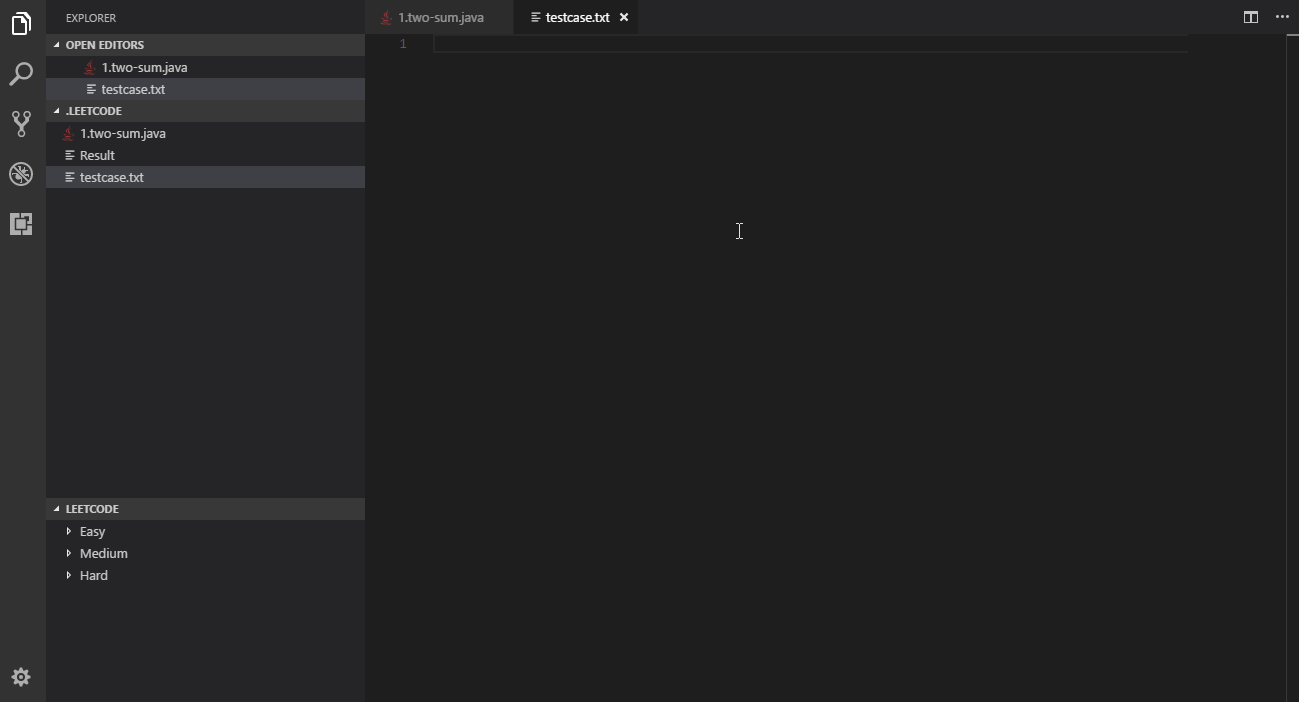 EXPLORER
OPEN EDITORS
1.two-sum.java
testcase.txt
.LEETCODE
1.two-sum.java
Result
testcase.txt
LEETCODE
Easy
Medium
Hard
1.two-sum.java testcase.txt
1